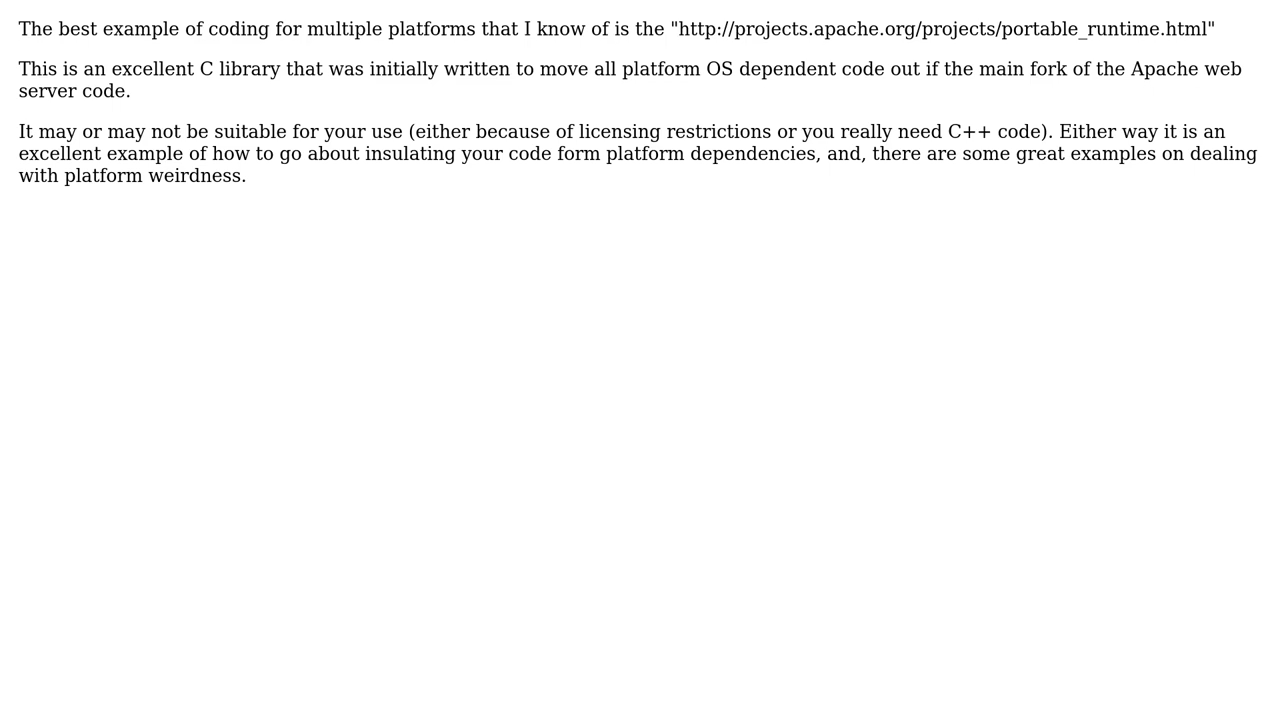 The best example of coding for multiple platforms that I know of is the "http://projects.apache.org/projects/portable_runtime.html"
This is an excellent C library that was initially written to move all platform OS dependent code out if the main fork of the Apache web
server code.
It may or may not be suitable for your use (either because of licensing restrictions or you really need C++ code). Either way it is an
excellent example of how to go about insulating your code form platform dependencies, and, there are some great examples on dealing
with platform weirdness.